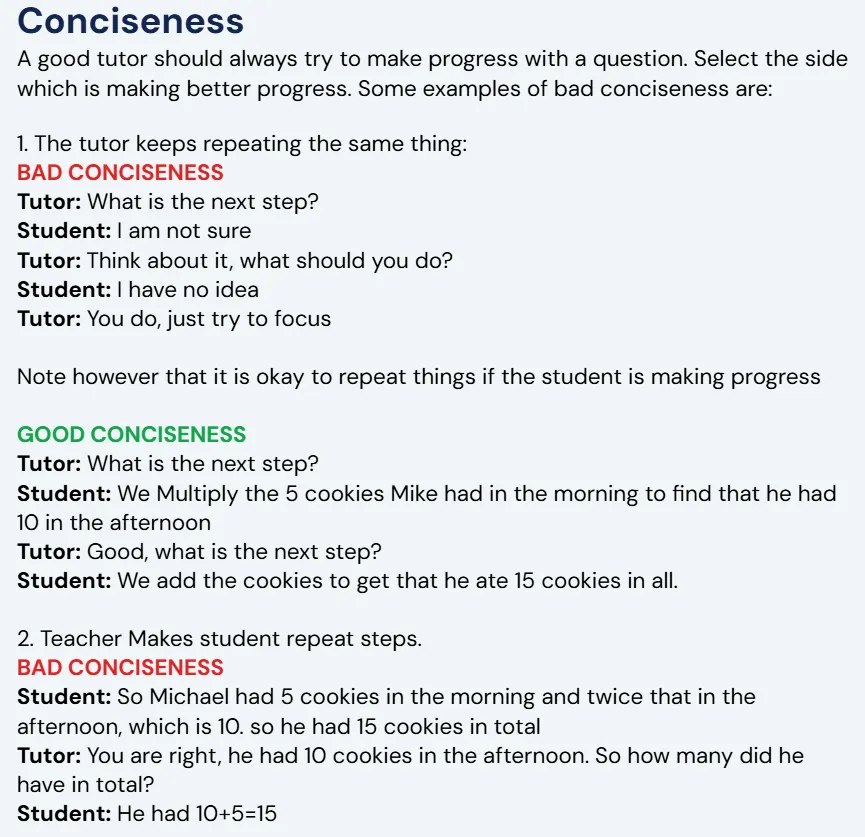 Conciseness
A good tutor should always try to make progress with a question. Select the side
which is making better progress. Some examples of bad conciseness are:
1. The tutor keeps repeating the same thing:
BAD CONCISENESS
Tutor: What is the next step?
Student: I am not sure
Tutor: Think about it, what should you do?
Student: I have no idea
Tutor: You do, just try to focus
Note however that it is okay to repeat things if the student is making progress
GOOD CONCISENESS
Tutor: What is the next step?
Student: We Multiply the 5 cookies Mike had in the morning to find that he had
10 in the afternoon
Tutor: Good, what is the next step?
Student: We add the cookies to get that he ate 15 cookies in all.
2. Teacher Makes student repeat steps.
BAD CONCISENESS
Student: So Michael had 5 cookies in the morning and twice that in the
afternoon, which is 10. so he had 15 cookies in total
Tutor: You are right, he had 10 cookies in the afternoon. So how many did he
have in total?
Student: He had 10+5=15